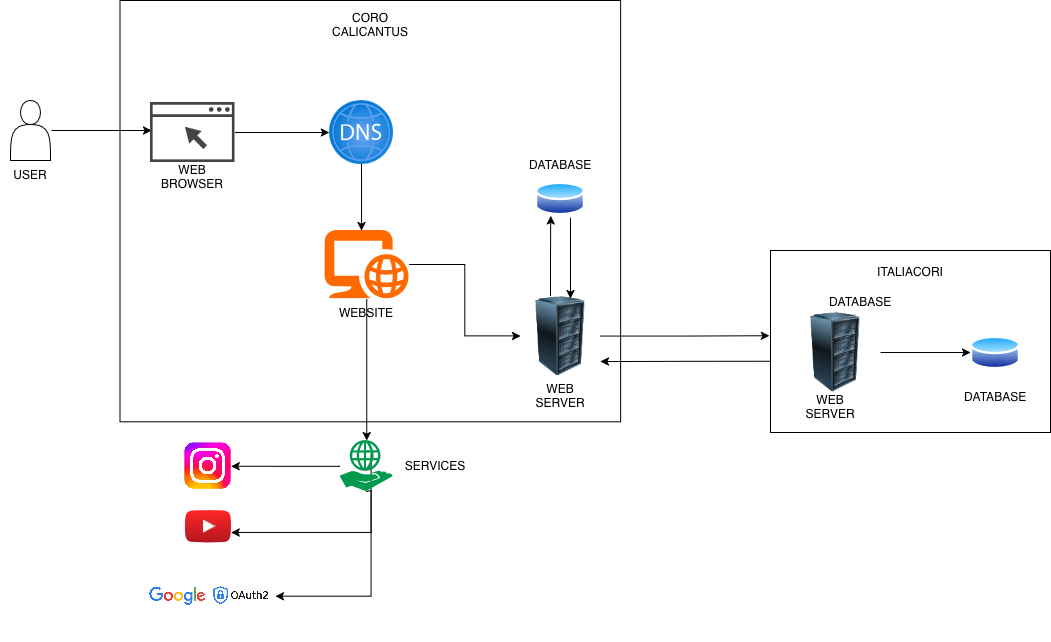 CORO
CALICANTUS
USER
WEB
BROWSER
DNS
DATABASE
WEBSITE
WEB
SERVER
ITALIACORI
DATABASE
WEB
SERVER
DATABASE
SERVICES
Google OAuth2